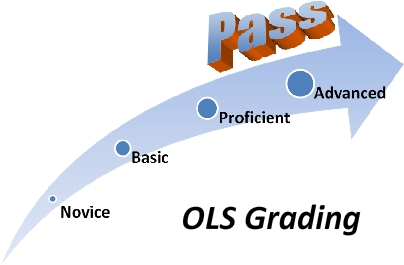 Pass
Advanced
Proficient
Basic
Novice
OLS Grading